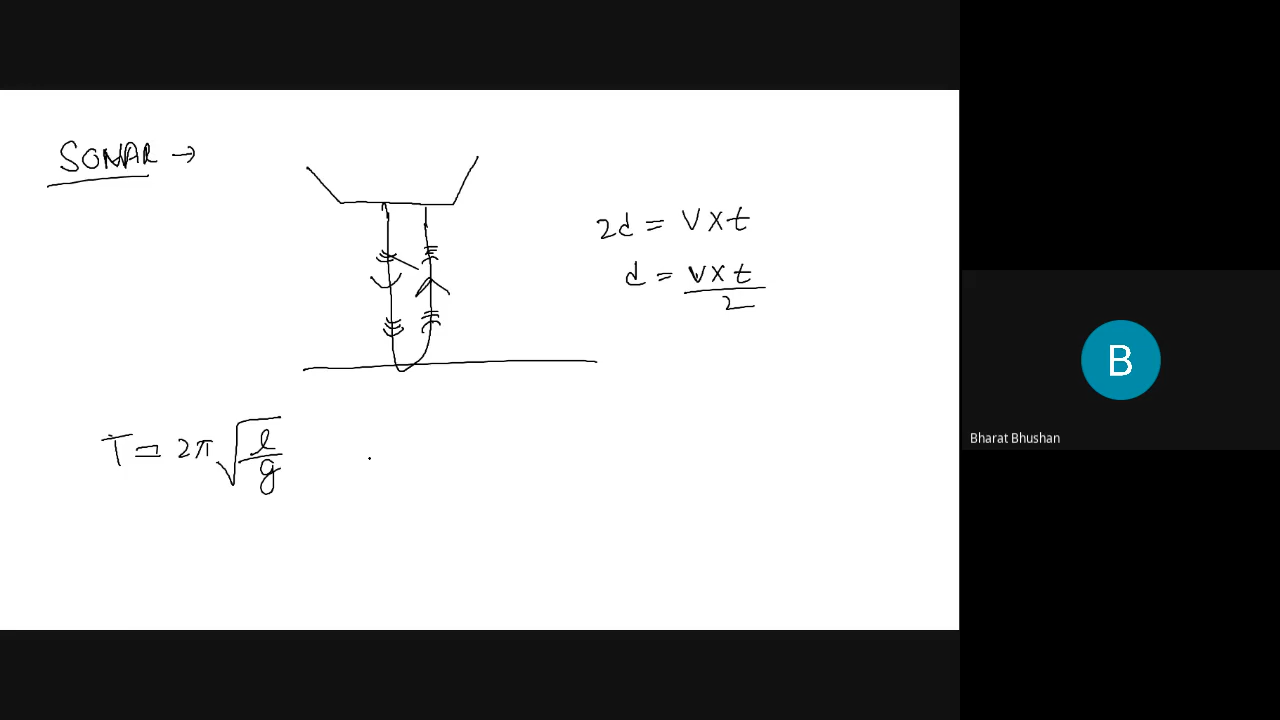 SONAR →
2d = V x t
d = V x t / 2
T = 2π √(l/g)
B
Bharat Bhushan